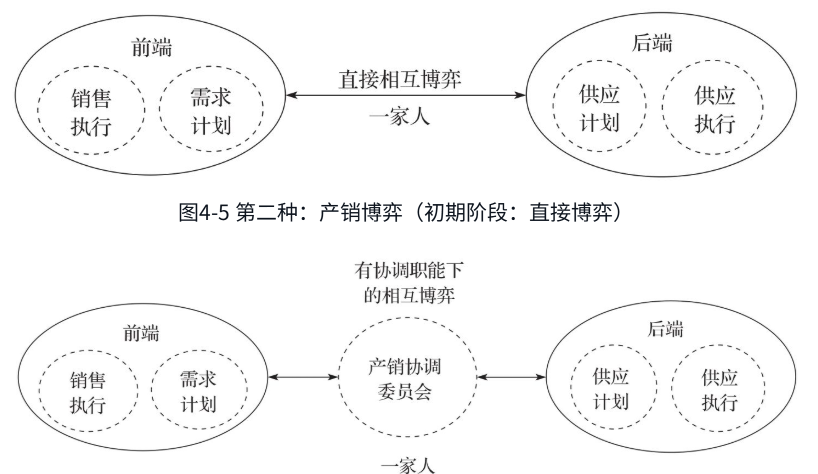 前端
后端
销售
执行
需求
计划
直接相互博弈
一家人
供应
计划
供应
执行
图4-5 第二种：产销博弈（初期阶段：直接博弈）
有协调职能下
的相互博弈
前端
后端
销售
执行
需求
计划
产销协调
委员会
供应
计划
供应
执行
一家人